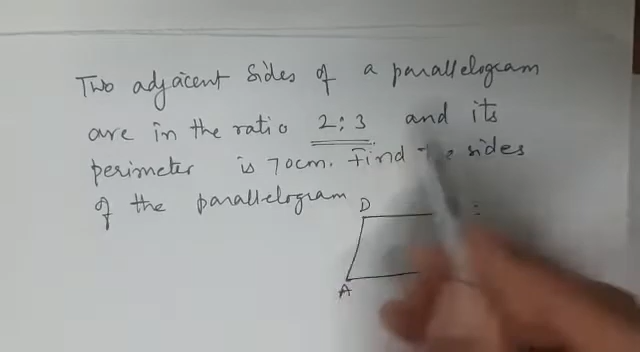 Two adjacent sides of a parallelogram
are in the ratio 2:3 and its
perimeter is 70cm. Find sides
of the parallelogram
D
A